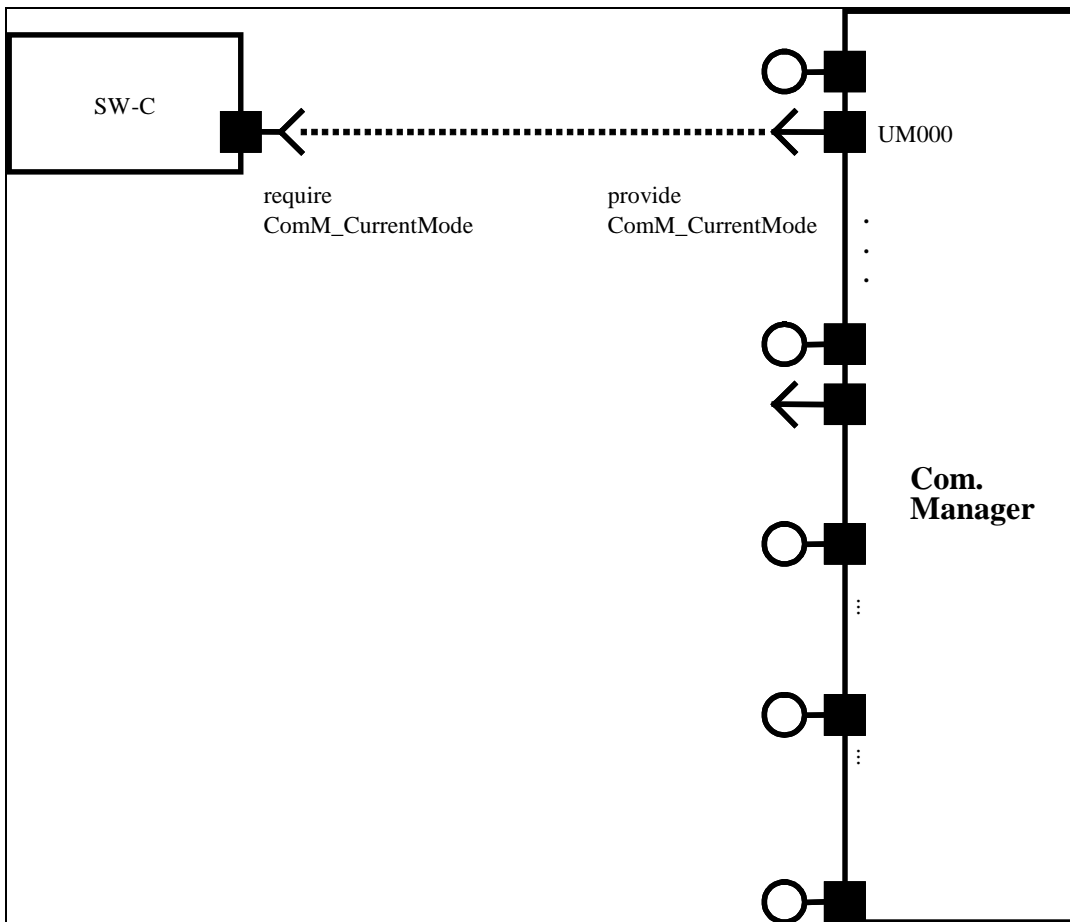 SW-C
UM000
require
ComM_CurrentMode
provide
ComM_CurrentMode
Com.
Manager